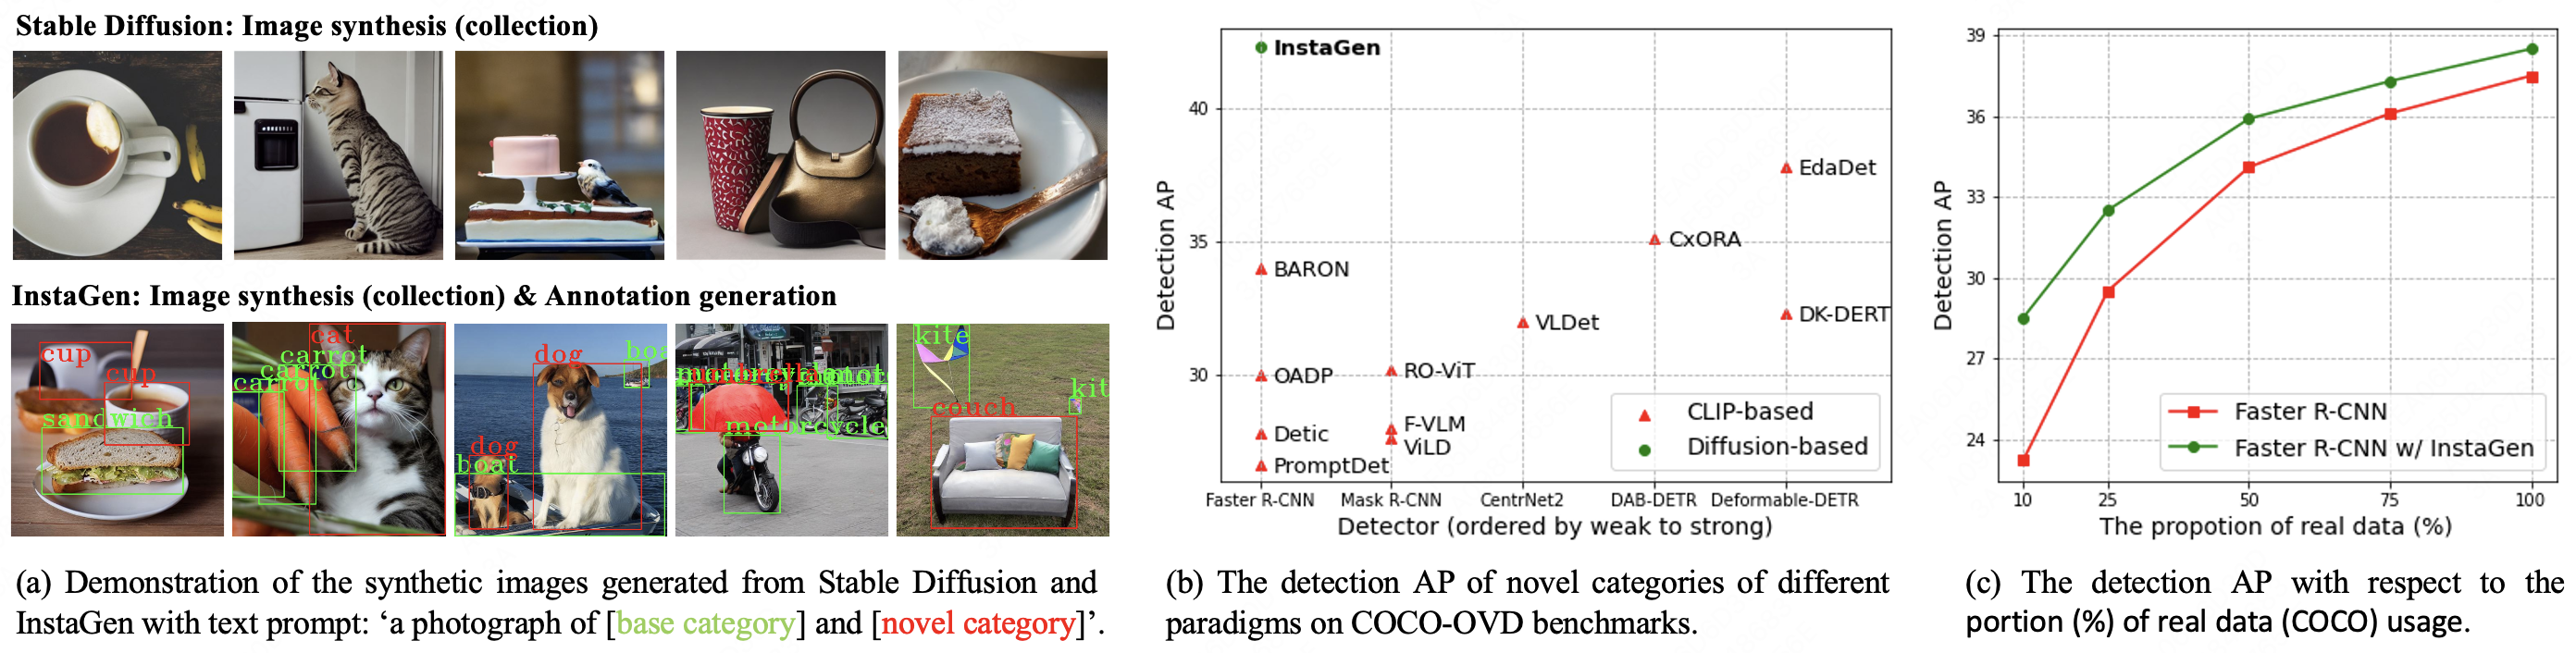 Stable Diffusion: Image synthesis (collection)
InstaGen: Image synthesis (collection) & Annotation generation
cup
cup
sandwich
cat
carrot
carrot
carrot
dog
boa
dog
boat
motorcycle
kite
kit
couch
(a) Demonstration of the synthetic images generated from Stable Diffusion and
InstaGen with text prompt: ‘a photograph of [base category] and [novel category]’.
Detection AP
40
35
30
InstaGen
EdaDet
CxORA
BARON
DK-DERT
VLDet
OADP
RO-ViT
F-VLM
Detic
ViLD
PromptDet
CLIP-based
Diffusion-based
Faster R-CNN
Mask R-CNN
CentrNet2
DAB-DETR
Deformable-DETR
Detector (ordered by weak to strong)
(b) The detection AP of novel categories of different
paradigms on COCO-OVD benchmarks.
Detection AP
39
36
33
30
27
24
Faster R-CNN
Faster R-CNN w/ InstaGen
10
25
50
75
100
The propotion of real data (%)
(c) The detection AP with respect to the
portion (%) of real data (COCO) usage.